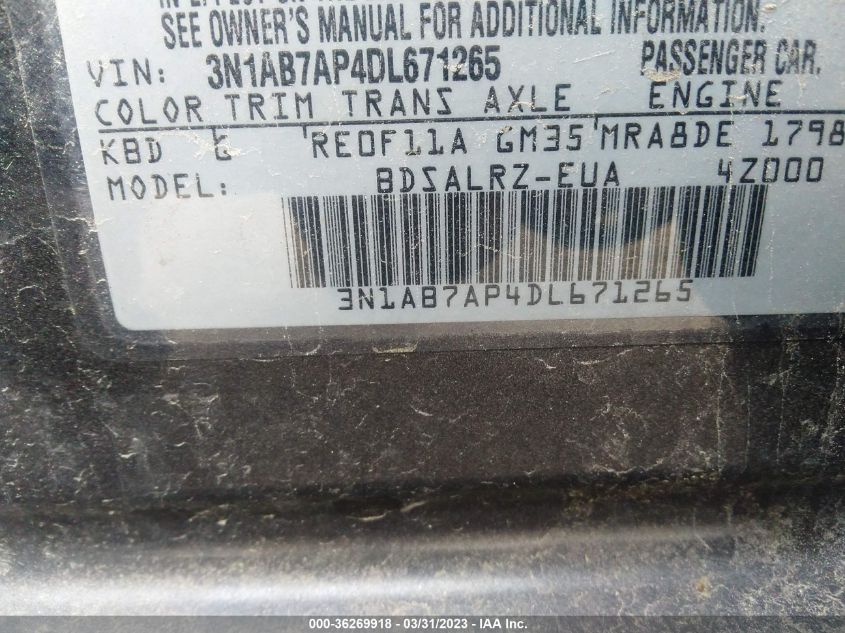 SEE OWNER'S MANUAL FOR ADDITIONAL INFORMATION.
VIN: 3N1AB7AP4DL671265 PASSENGER CAR.
COLOR TRIM TRANS AXLE ENGINE
KBD G 'RE0F11A GM35'MRA8DE 1798
MODEL: BDSALRZ-EUA 4Z000
3N1AB7AP4DL671265
000-36269918 - 03/31/2023 - IAA Inc.